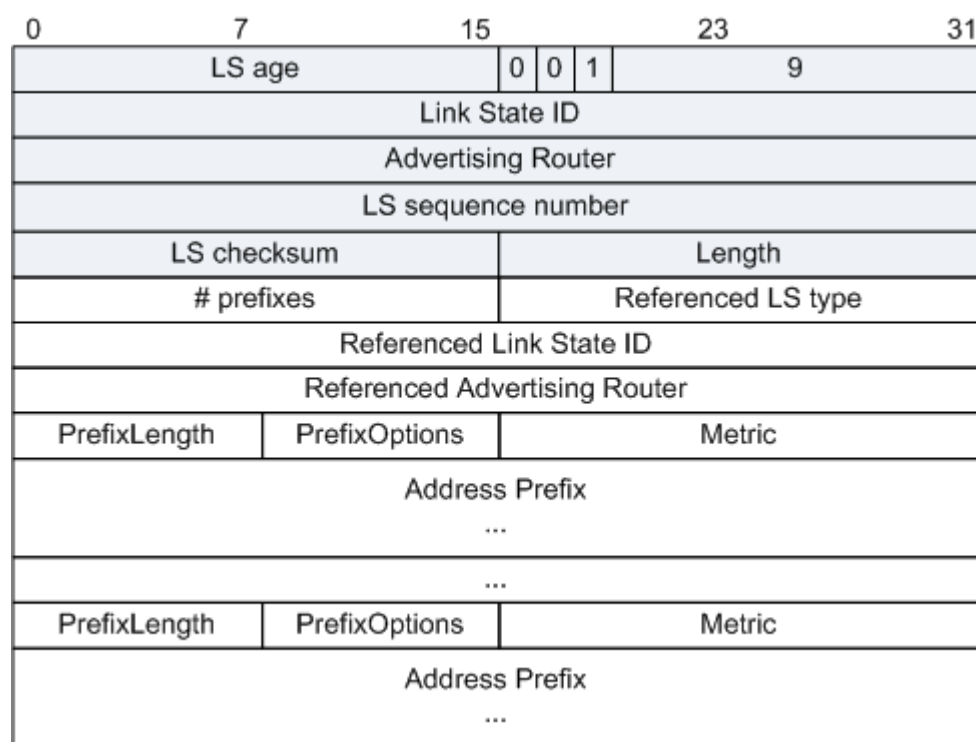 0 7 15 23 31
LS age 0 0 1 9
Link State ID
Advertising Router
LS sequence number
LS checksum Length
# prefixes Referenced LS type
Referenced Link State ID
Referenced Advertising Router
PrefixLength PrefixOptions Metric
Address Prefix
...
...
PrefixLength PrefixOptions Metric
Address Prefix
...